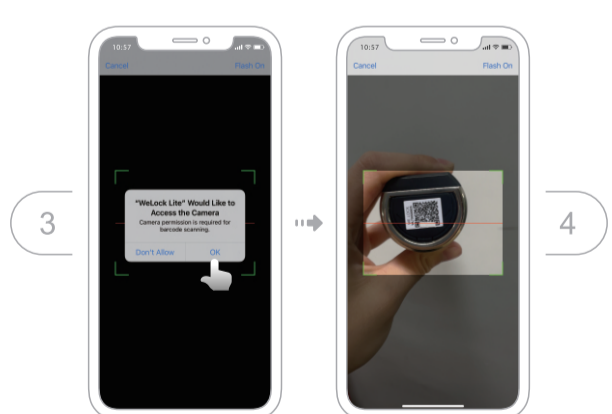 10:57
Cancel
Flash On
"WeLock Lite" Would Like to
Access the Camera
Camera permission is required for
barcode scanning.
Don't Allow
OK
3
10:57
Cancel
Flash On
4